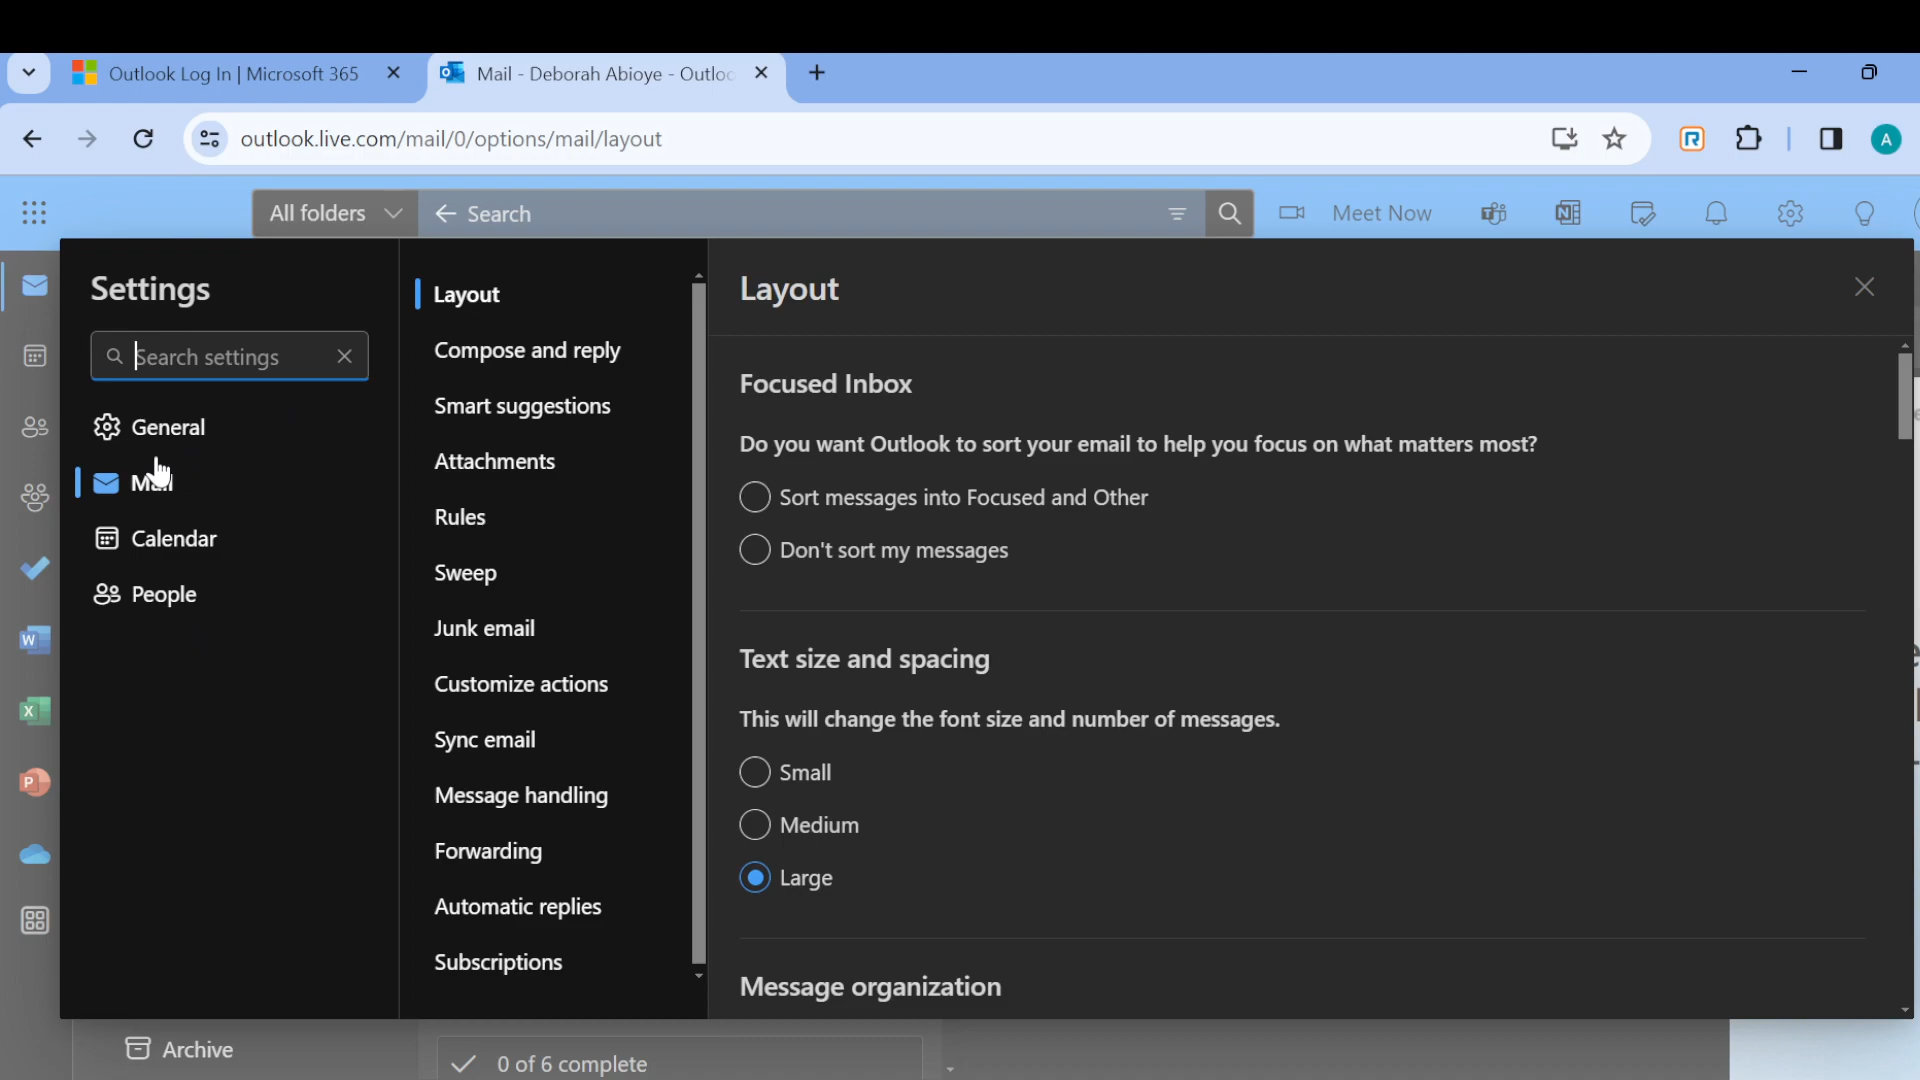 Outlook Log In | Microsoft 365
Mail - Deborah Abioye - Outloo
outlook.live.com/mail/0/options/mail/layout
A
All folders
Search
Meet Now
Settings
Search settings
General
Mail
Calendar
People
Layout
Compose and reply
Smart suggestions
Attachments
Rules
Sweep
Junk email
Customize actions
Sync email
Message handling
Forwarding
Automatic replies
Subscriptions
Layout
Focused Inbox
Do you want Outlook to sort your email to help you focus on what matters most?
Sort messages into Focused and Other
Don't sort my messages
Text size and spacing
This will change the font size and number of messages.
Small
Medium
Large
Message organization
Archive
0 of 6 complete